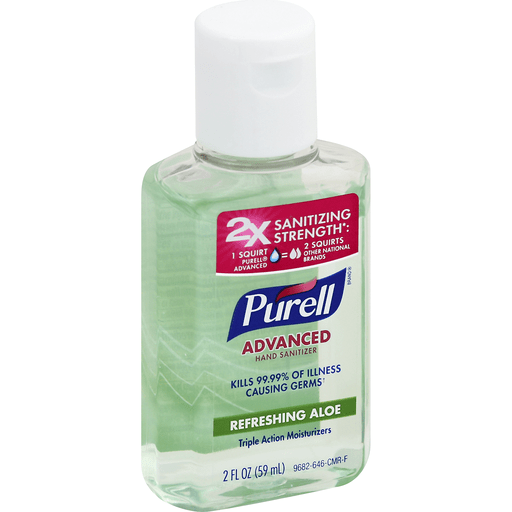 2X SANITIZING
STRENGTH*:
1 SQUIRT
PURELL®
ADVANCED
=
2 SQUIRTS
OTHER NATIONAL
BRANDS
Purell
ADVANCED
HAND SANITIZER
KILLS 99.99% OF ILLNESS
CAUSING GERMS†
REFRESHING ALOE
Triple Action Moisturizers
2 FL OZ (59 mL) 9682-646-CMR-F